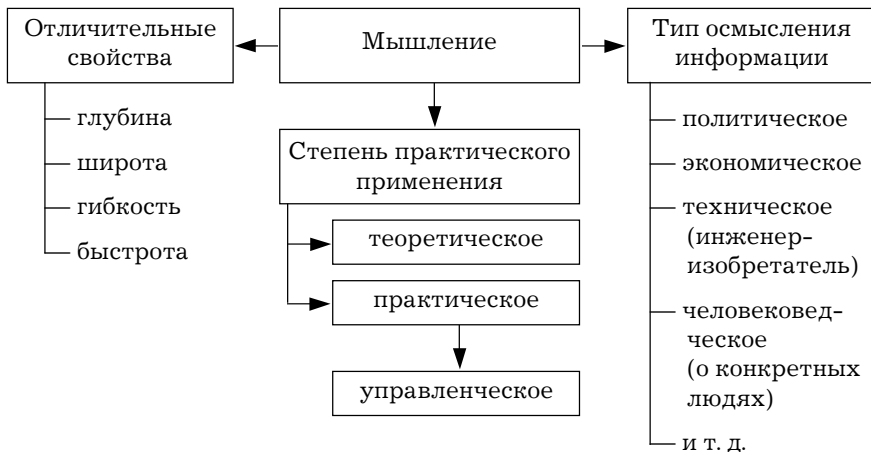 Отличительные
свойства
глубина
широта
гибкость
быстрота
Мышление
Степень практического
применения
теоретическое
практическое
управленческое
Тип осмысления
информации
политическое
экономическое
техническое
(инженер-
изобретатель)
человековед-
ческое
(о конкретных
людях)
и т. д.